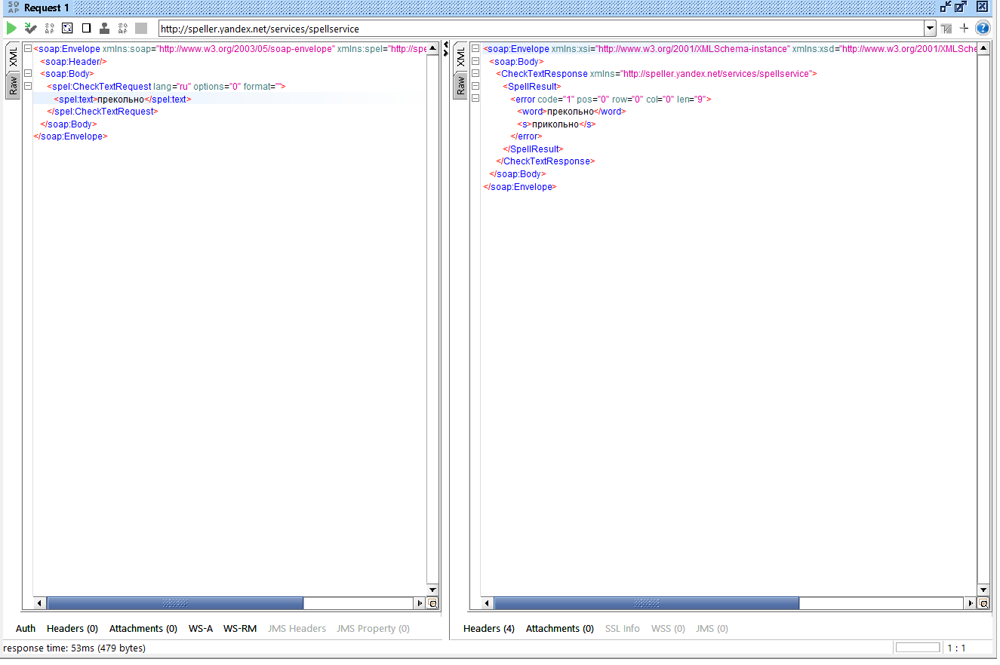 SO AP Request 1
http://speller.yandex.net/services/spellservice
XML
Raw
<soap:Envelope xmlns:soap="http://www.w3.org/2003/05/soap-envelope" xmlns:spel="http://spe
<soap:Header/>
<soap:Body>
<spel:CheckTextRequest lang="ru" options="0" format="">
<spel:text>прекольно</spel:text>
</spel:CheckTextRequest>
</soap:Body>
</soap:Envelope>
XML
Raw
<soap:Envelope xmlns:xsi="http://www.w3.org/2001/XMLSchema-instance" xmlns:xsd="http://www.w3.org/2001/XMLSche
<soap:Body>
<CheckTextResponse xmlns="http://speller.yandex.net/services/spellservice">
<SpellResult>
<error code="1" pos="0" row="0" col="0" len="9">
<word>прекольно</word>
<s>прикольно</s>
</error>
</SpellResult>
</CheckTextResponse>
</soap:Body>
</soap:Envelope>
Auth Headers (0) Attachments (0) WS-A WS-RM JMS Headers JMS Property (0)
Headers (4) Attachments (0) SSL Info WSS (0) JMS (0)
response time: 53ms (479 bytes)
1 : 1